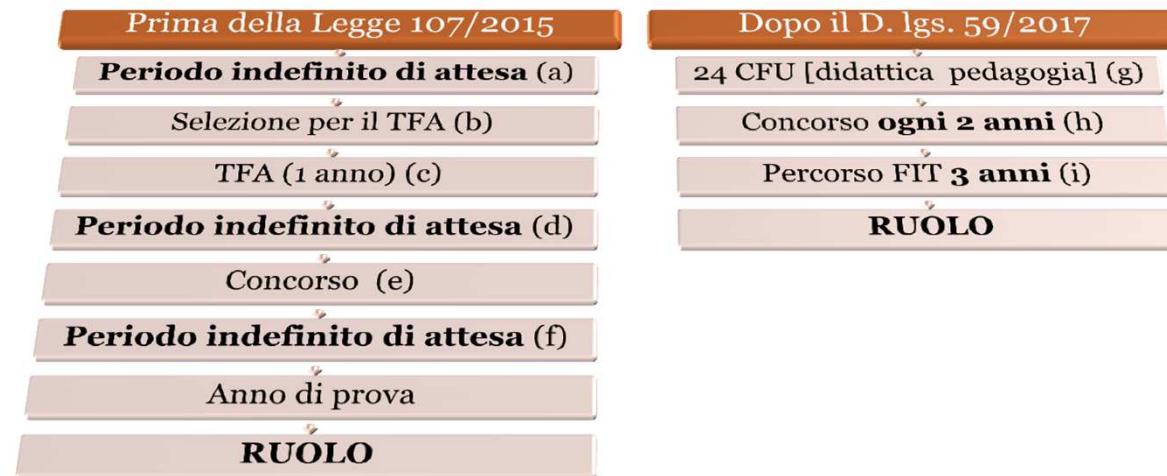 Prima della Legge 107/2015
Periodo indefinito di attesa (a)
Selezione per il TFA (b)
TFA (1 anno) (c)
Periodo indefinito di attesa (d)
Concorso (e)
Periodo indefinito di attesa (f)
Anno di prova
RUOLO
Dopo il D. lgs. 59/2017
24 CFU [didattica pedagogia] (g)
Concorso ogni 2 anni (h)
Percorso FIT 3 anni (i)
RUOLO